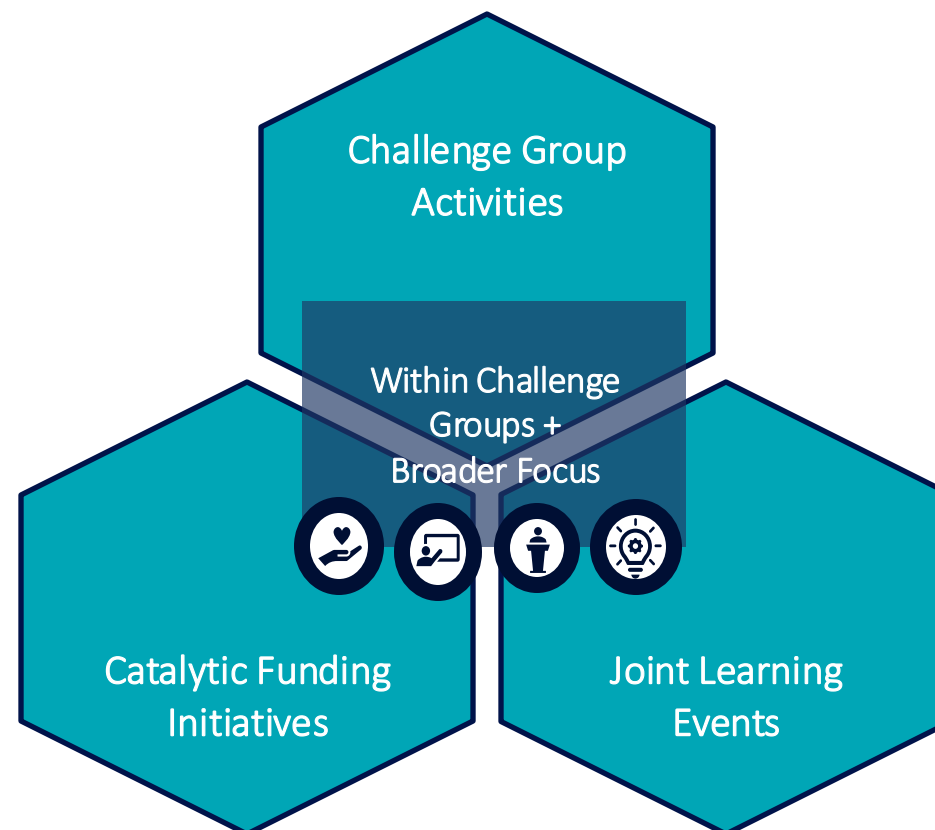 Challenge Group
Activities
Within Challenge
Groups +
Broader Focus
Catalytic Funding
Initiatives
Joint Learning
Events